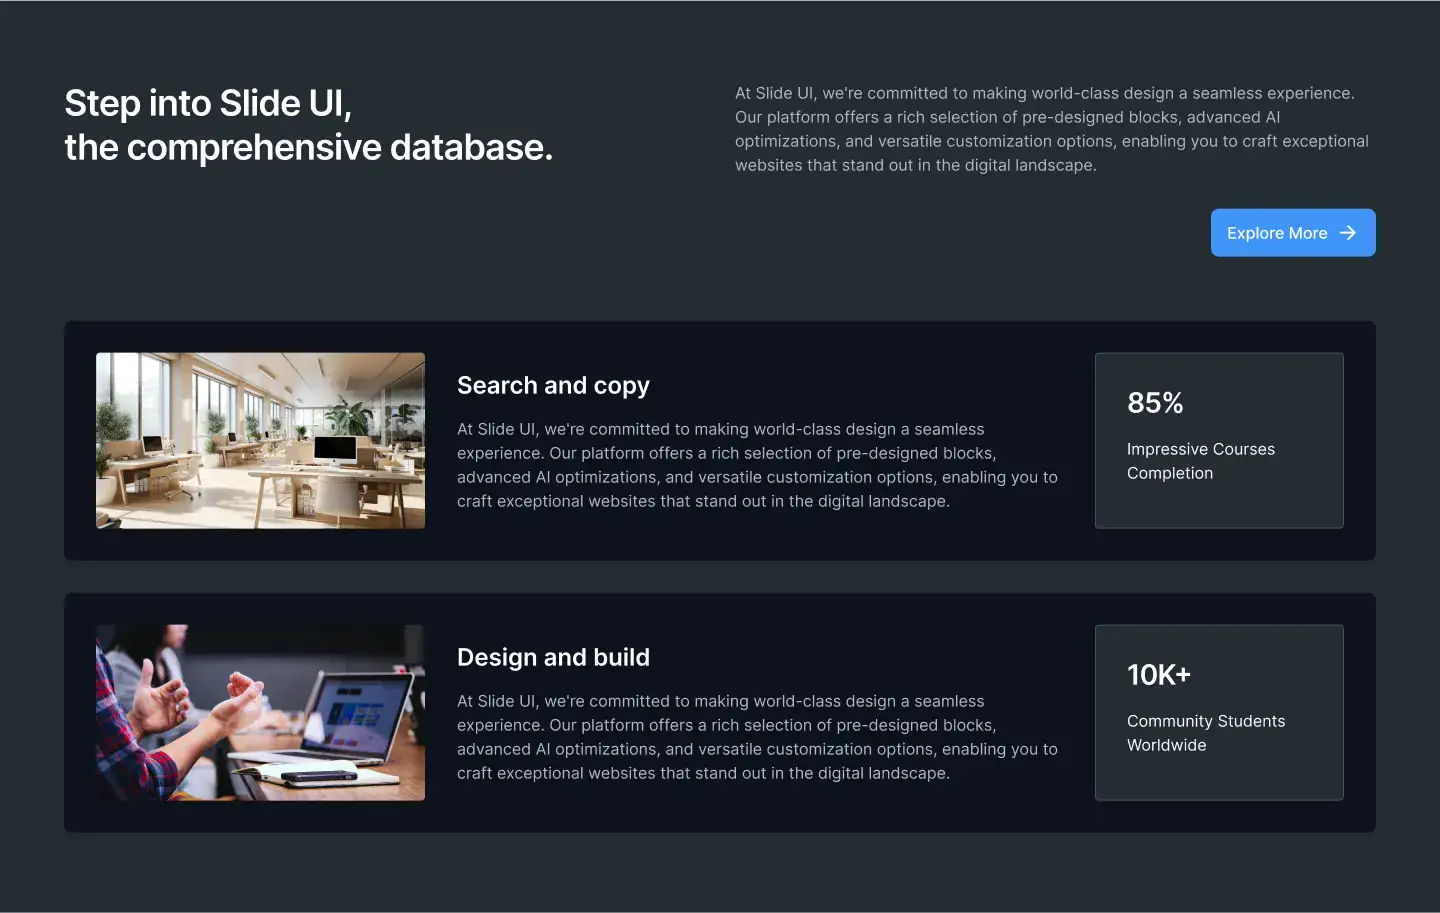 Step into Slide UI,
the comprehensive database.
At Slide UI, we're committed to making world-class design a seamless experience.
Our platform offers a rich selection of pre-designed blocks, advanced AI
optimizations, and versatile customization options, enabling you to craft exceptional
websites that stand out in the digital landscape.
Explore More
Search and copy
At Slide UI, we're committed to making world-class design a seamless
experience. Our platform offers a rich selection of pre-designed blocks,
advanced AI optimizations, and versatile customization options, enabling you to
craft exceptional websites that stand out in the digital landscape.
85%
Impressive Courses
Completion
Design and build
At Slide UI, we're committed to making world-class design a seamless
experience. Our platform offers a rich selection of pre-designed blocks,
advanced AI optimizations, and versatile customization options, enabling you to
craft exceptional websites that stand out in the digital landscape.
10K+
Community Students
Worldwide